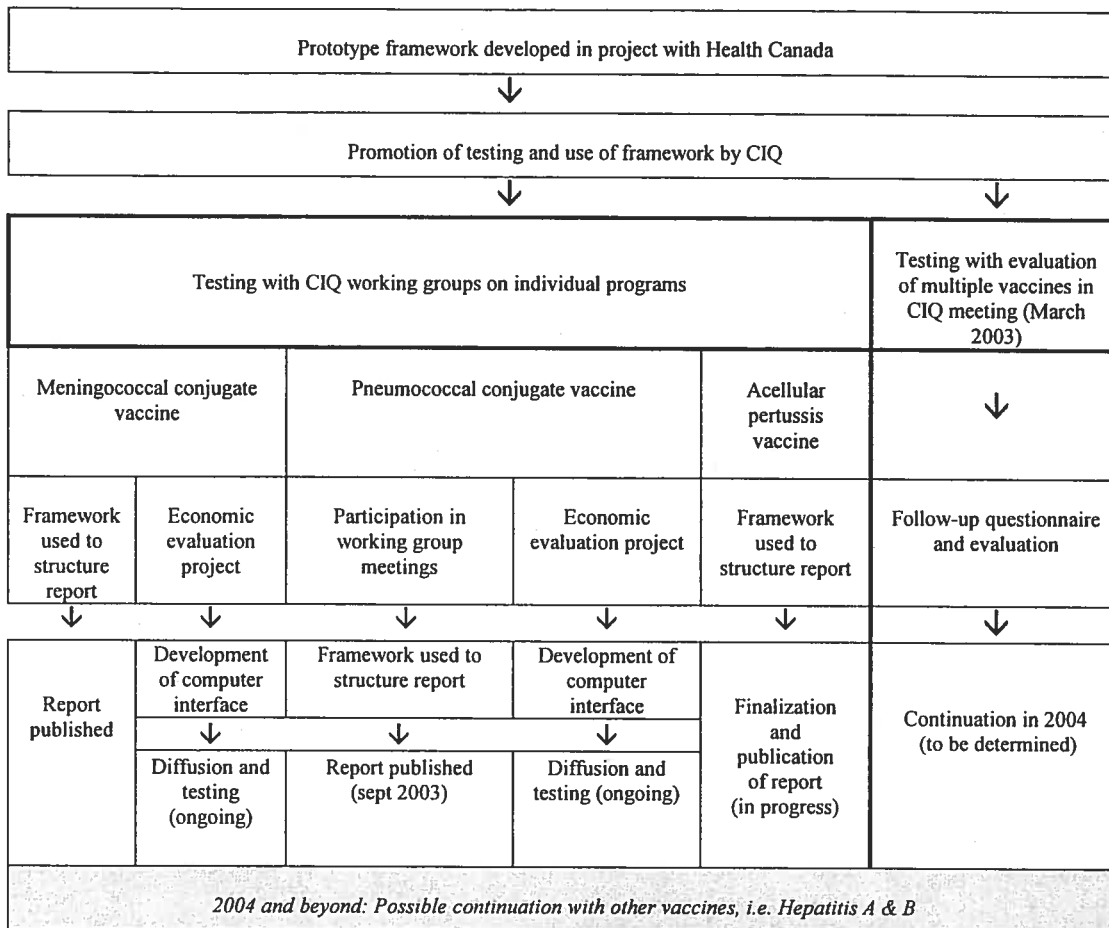 Prototype framework developed in project with Health Canada
Promotion of testing and use of framework by CIQ
Testing with CIQ working groups on individual programs
Testing with evaluation
of multiple vaccines in
CIQ meeting (March
2003)
Meningococcal conjugate
vaccine
Pneumococcal conjugate vaccine
Acellular
pertussis
vaccine
Framework
used to
structure
report
Economic
evaluation
project
Participation in
working group
meetings
Economic
evaluation project
Framework
used to
structure report
Follow-up questionnaire
and evaluation
Report
published
Development
of computer
interface
Framework used to
structure report
Development of
computer
interface
Finalization
and
publication
of report
(in progress)
Continuation in 2004
(to be determined)
Diffusion and
testing
(ongoing)
Report published
(sept 2003)
Diffusion and
testing (ongoing)
2004 and beyond: Possible continuation with other vaccines, i.e. Hepatitis A & B